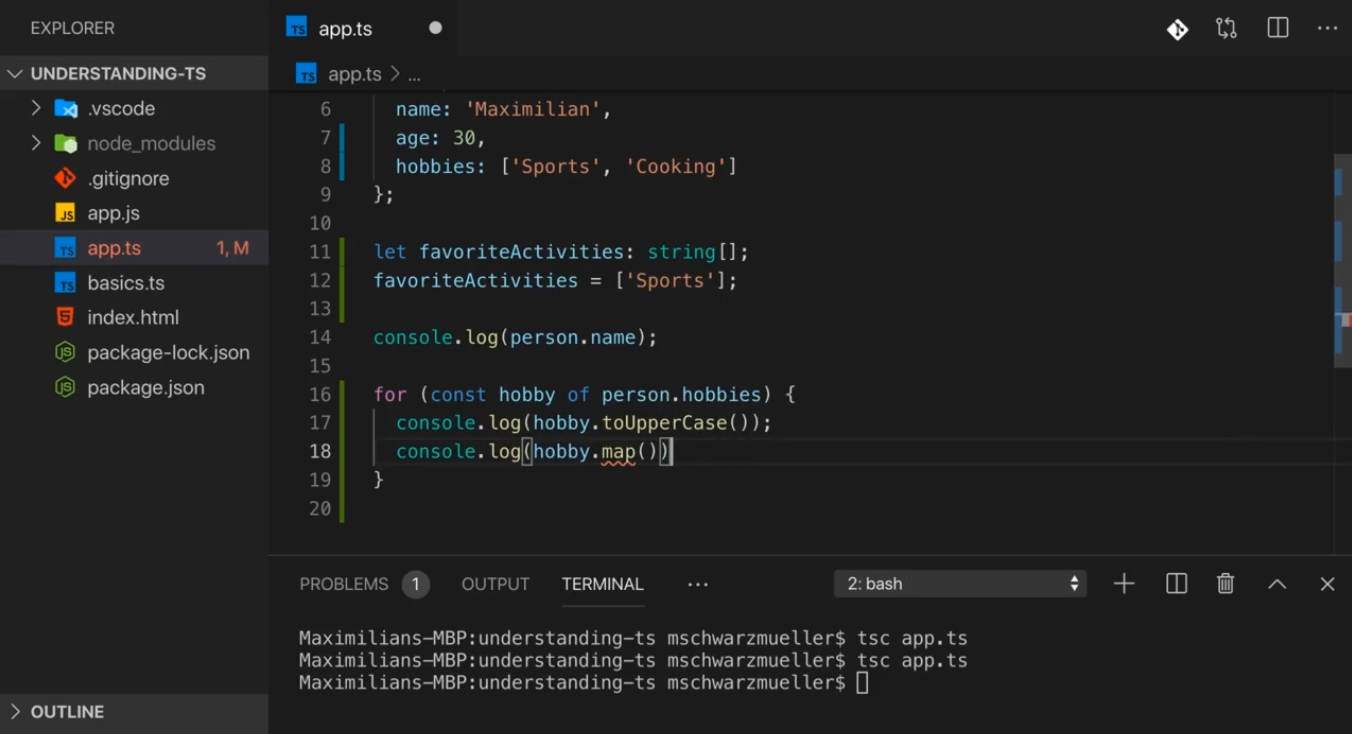 EXPLORER
UNDERSTANDING-TS
.vscode
node_modules
.gitignore
JS app.js
TS app.ts 1, M
TS basics.ts
index.html
package-lock.json
package.json
OUTLINE
TS app.ts
TS app.ts > ...
6 name: 'Maximilian',
7 age: 30,
8 hobbies: ['Sports', 'Cooking']
9 };
10
11 let favoriteActivities: string[];
12 favoriteActivities = ['Sports'];
13
14 console.log(person.name);
15
16 for (const hobby of person.hobbies) {
17 console.log(hobby.toUpperCase());
18 console.log(hobby.map())
19 }
20
PROBLEMS 1 OUTPUT TERMINAL ... 2: bash
Maximilians-MBP:understanding-ts mschwarzmueller$ tsc app.ts
Maximilians-MBP:understanding-ts mschwarzmueller$ tsc app.ts
Maximilians-MBP:understanding-ts mschwarzmueller$